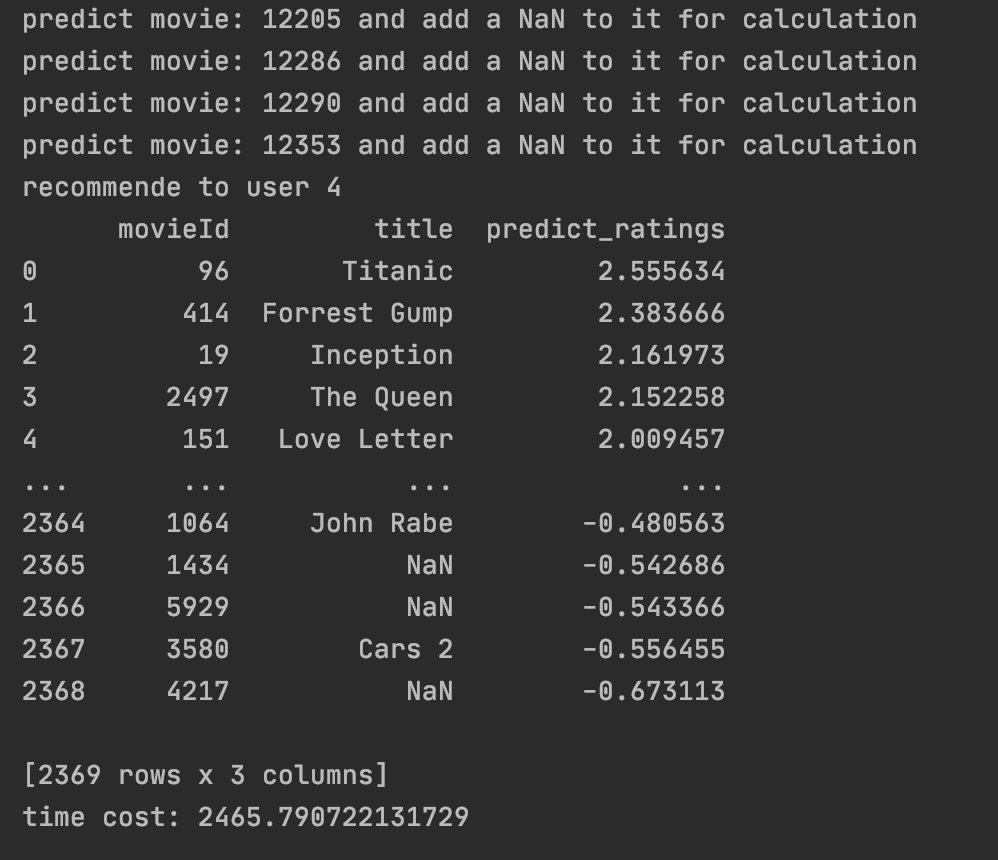 predict movie: 12205 and add a NaN to it for calculation
predict movie: 12286 and add a NaN to it for calculation
predict movie: 12290 and add a NaN to it for calculation
predict movie: 12353 and add a NaN to it for calculation
recommende to user 4
      movieId         title  predict_ratings
0          96       Titanic         2.555634
1         414  Forrest Gump         2.383666
2          19     Inception         2.161973
3        2497     The Queen         2.152258
4         151   Love Letter         2.009457
...       ...           ...              ...
2364     1064     John Rabe        -0.480563
2365     1434           NaN        -0.542686
2366     5929           NaN        -0.543366
2367     3580        Cars 2        -0.556455
2368     4217           NaN        -0.673113
[2369 rows x 3 columns]
time cost: 2465.790722131729